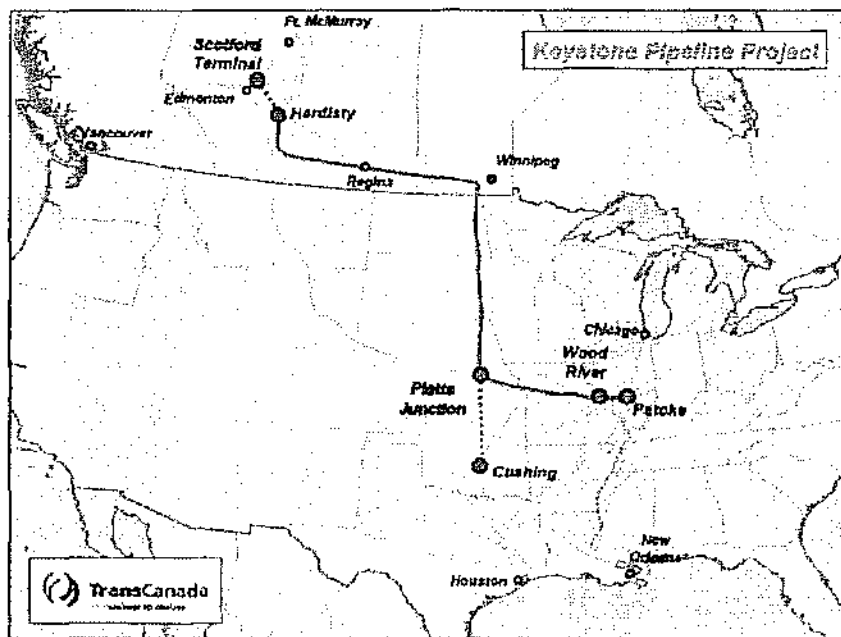 Ft. McMurray
Keystone Pipeline Project
Scotford
Terminal
Edmonton
Hardisty
Vancouver
Winnipeg
Regina
Chicago
Wood
River
Platte
Junction
Patoka
Cushing
New
Orleans
Houston
TransCanada